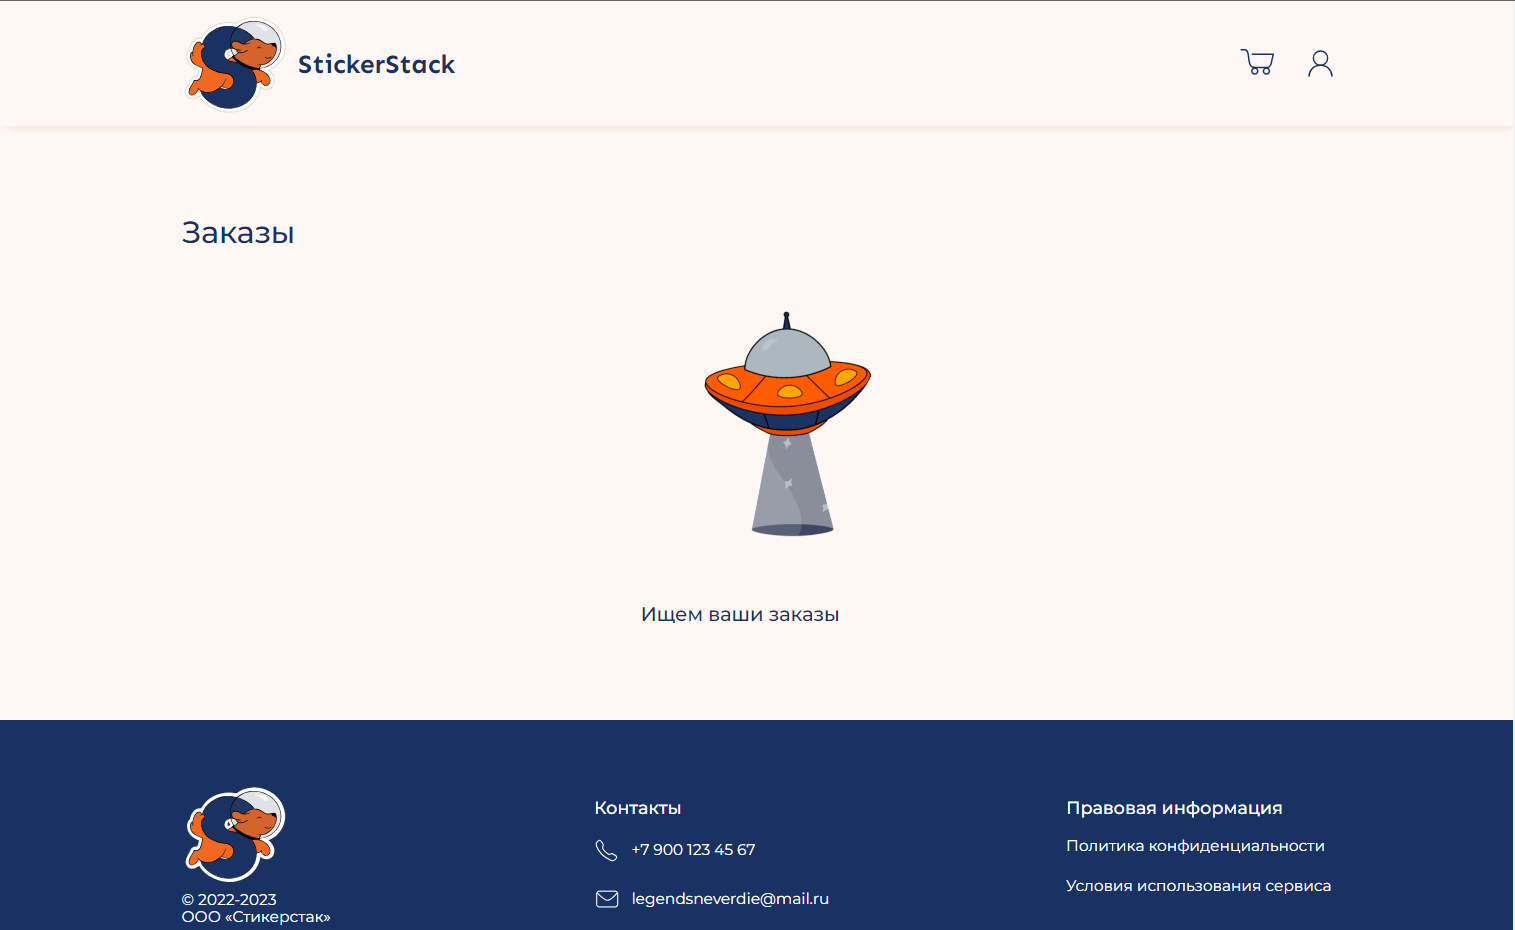 StickerStack
Заказы
Ищем ваши заказы
© 2022-2023
ООО «Стикерстак»
Контакты
+7 900 123 45 67
legendsneverdie@mail.ru
Правовая информация
Политика конфиденциальности
Условия использования сервиса